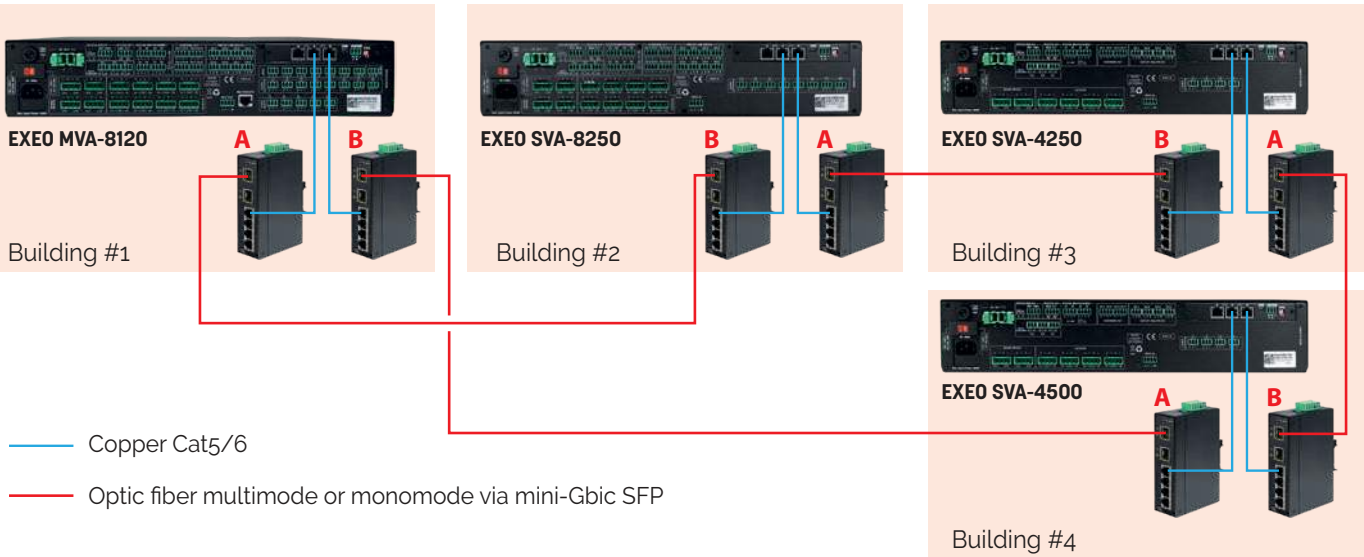 EXEO MVA-8120
A
B
Building #1
EXEO SVA-8250
B
A
Building #2
EXEO SVA-4250
B
A
Building #3
EXEO SVA-4500
A
B
Building #4
Copper Cat5/6
Optic fiber multimode or monomode via mini-Gbic SFP